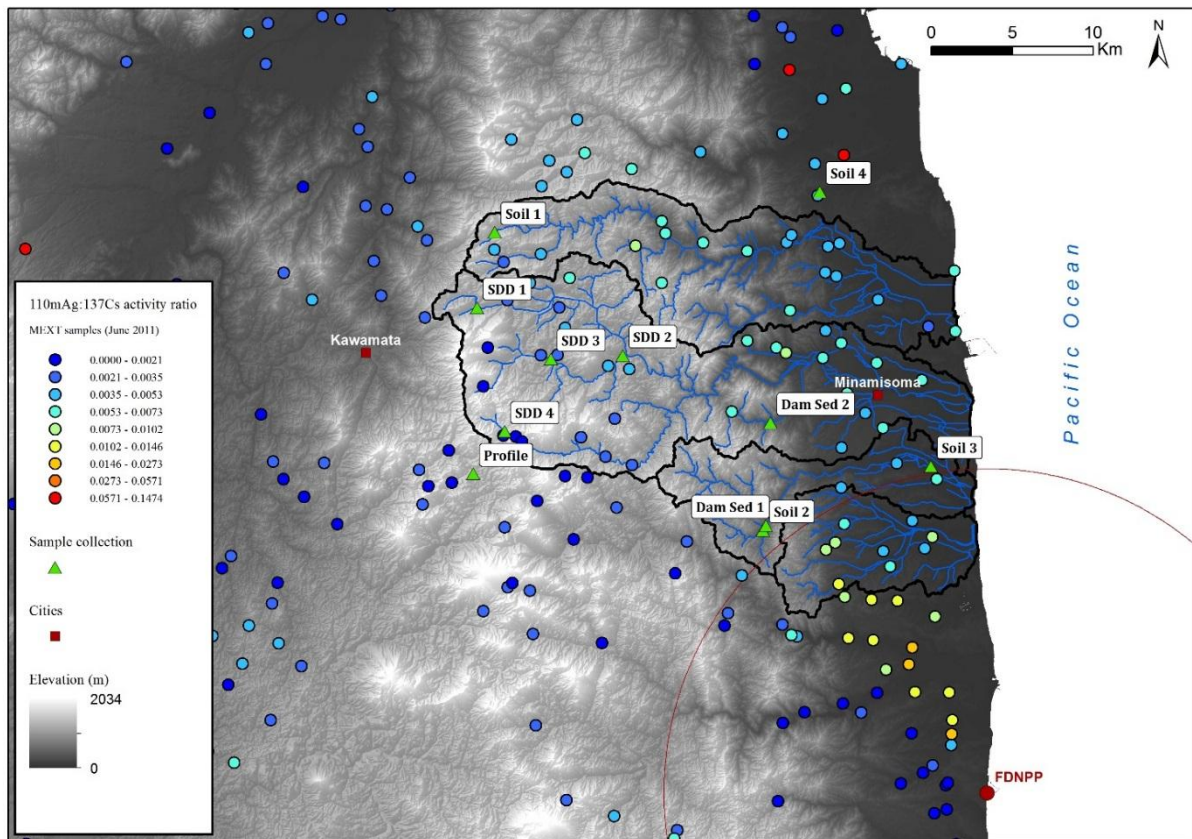 0 5 10
Km
N
Soil 4
Soil 1
SDD 1
Kawamata
SDD 3
SDD 2
Minamisoma
Dam Sed 2
SDD 4
Profile
Soil 3
Dam Sed 1
Soil 2
Pacific Ocean
FDNPP
110mAg:137Cs activity ratio
MEXT samples (June 2011)
0.0000 - 0.0021
0.0021 - 0.0035
0.0035 - 0.0053
0.0053 - 0.0073
0.0073 - 0.0102
0.0102 - 0.0146
0.0146 - 0.0273
0.0273 - 0.0571
0.0571 - 0.1474
Sample collection
Cities
Elevation (m)
2034
0